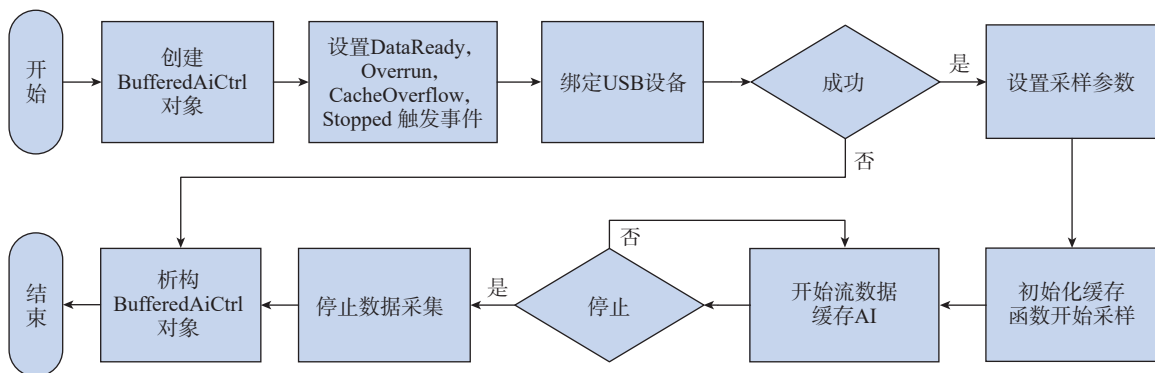 开
始
创建
BufferedAiCtrl
对象
设置DataReady,
Overrun,
CacheOverflow,
Stopped 触发事件
绑定USB设备
成功
是
设置采样参数
否
结
束
析构
BufferedAiCtrl
对象
停止数据采集
是
停止
否
开始流数据
缓存AI
初始化缓存
函数开始采样